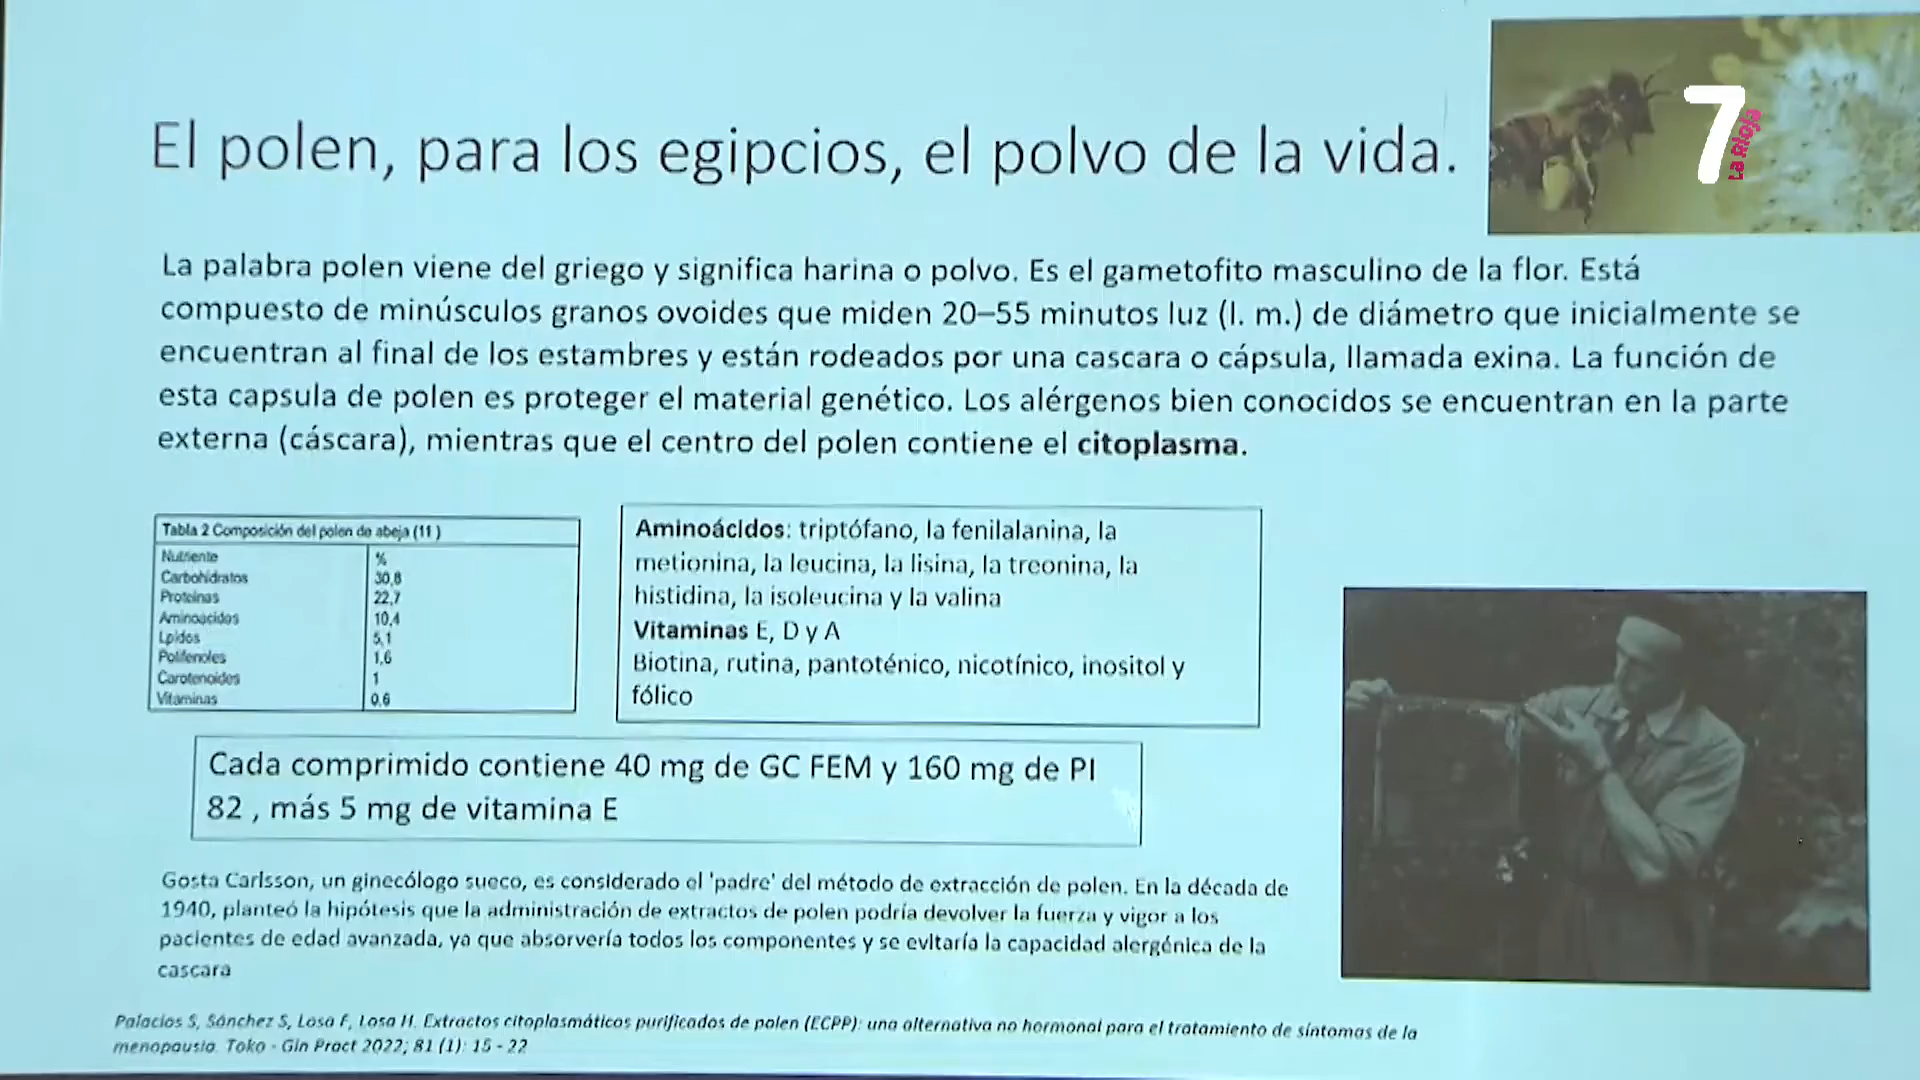 El polen, para los egipcios, el polvo de la vida.
7
LA RIOJA
La palabra polen viene del griego y significa harina o polvo. Es el gametofito masculino de la flor. Está
compuesto de minúsculos granos ovoides que miden 20–55 minutos luz (l. m.) de diámetro que inicialmente se
encuentran al final de los estambres y están rodeados por una cascara o cápsula, llamada exina. La función de
esta capsula de polen es proteger el material genético. Los alérgenos bien conocidos se encuentran en la parte
externa (cáscara), mientras que el centro del polen contiene el citoplasma.
Tabla 2 Composición del polen de abeja (11 )
Nutriente %
Carbohidratos 30,8
Proteínas 22,7
Aminoacidos 10,4
Lpidos 5,1
Polifenoles 1,6
Carotenoides 1
Vitaminas 0,6
Aminoácidos: triptófano, la fenilalanina, la
metionina, la leucina, la lisina, la treonina, la
histidina, la isoleucina y la valina
Vitaminas E, D y A
Biotina, rutina, pantoténico, nicotínico, inositol y
fólico
Cada comprimido contiene 40 mg de GC FEM y 160 mg de PI
82 , más 5 mg de vitamina E
Gosta Carlsson, un ginecólogo sueco, es considerado el 'padre' del método de extracción de polen. En la década de
1940, planteó la hipótesis que la administración de extractos de polen podría devolver la fuerza y vigor a los
pacientes de edad avanzada, ya que absorvería todos los componentes y se evitaría la capacidad alergénica de la
cascara
Palacios S, Sánchez S, Losa F, Losa H. Extractos citoplasmáticos purificados de polen (ECPP): una alternativa no hormonal para el tratamiento de síntomas de la
menopausia. Toko - Gin Pract 2022; 81 (1): 15 - 22